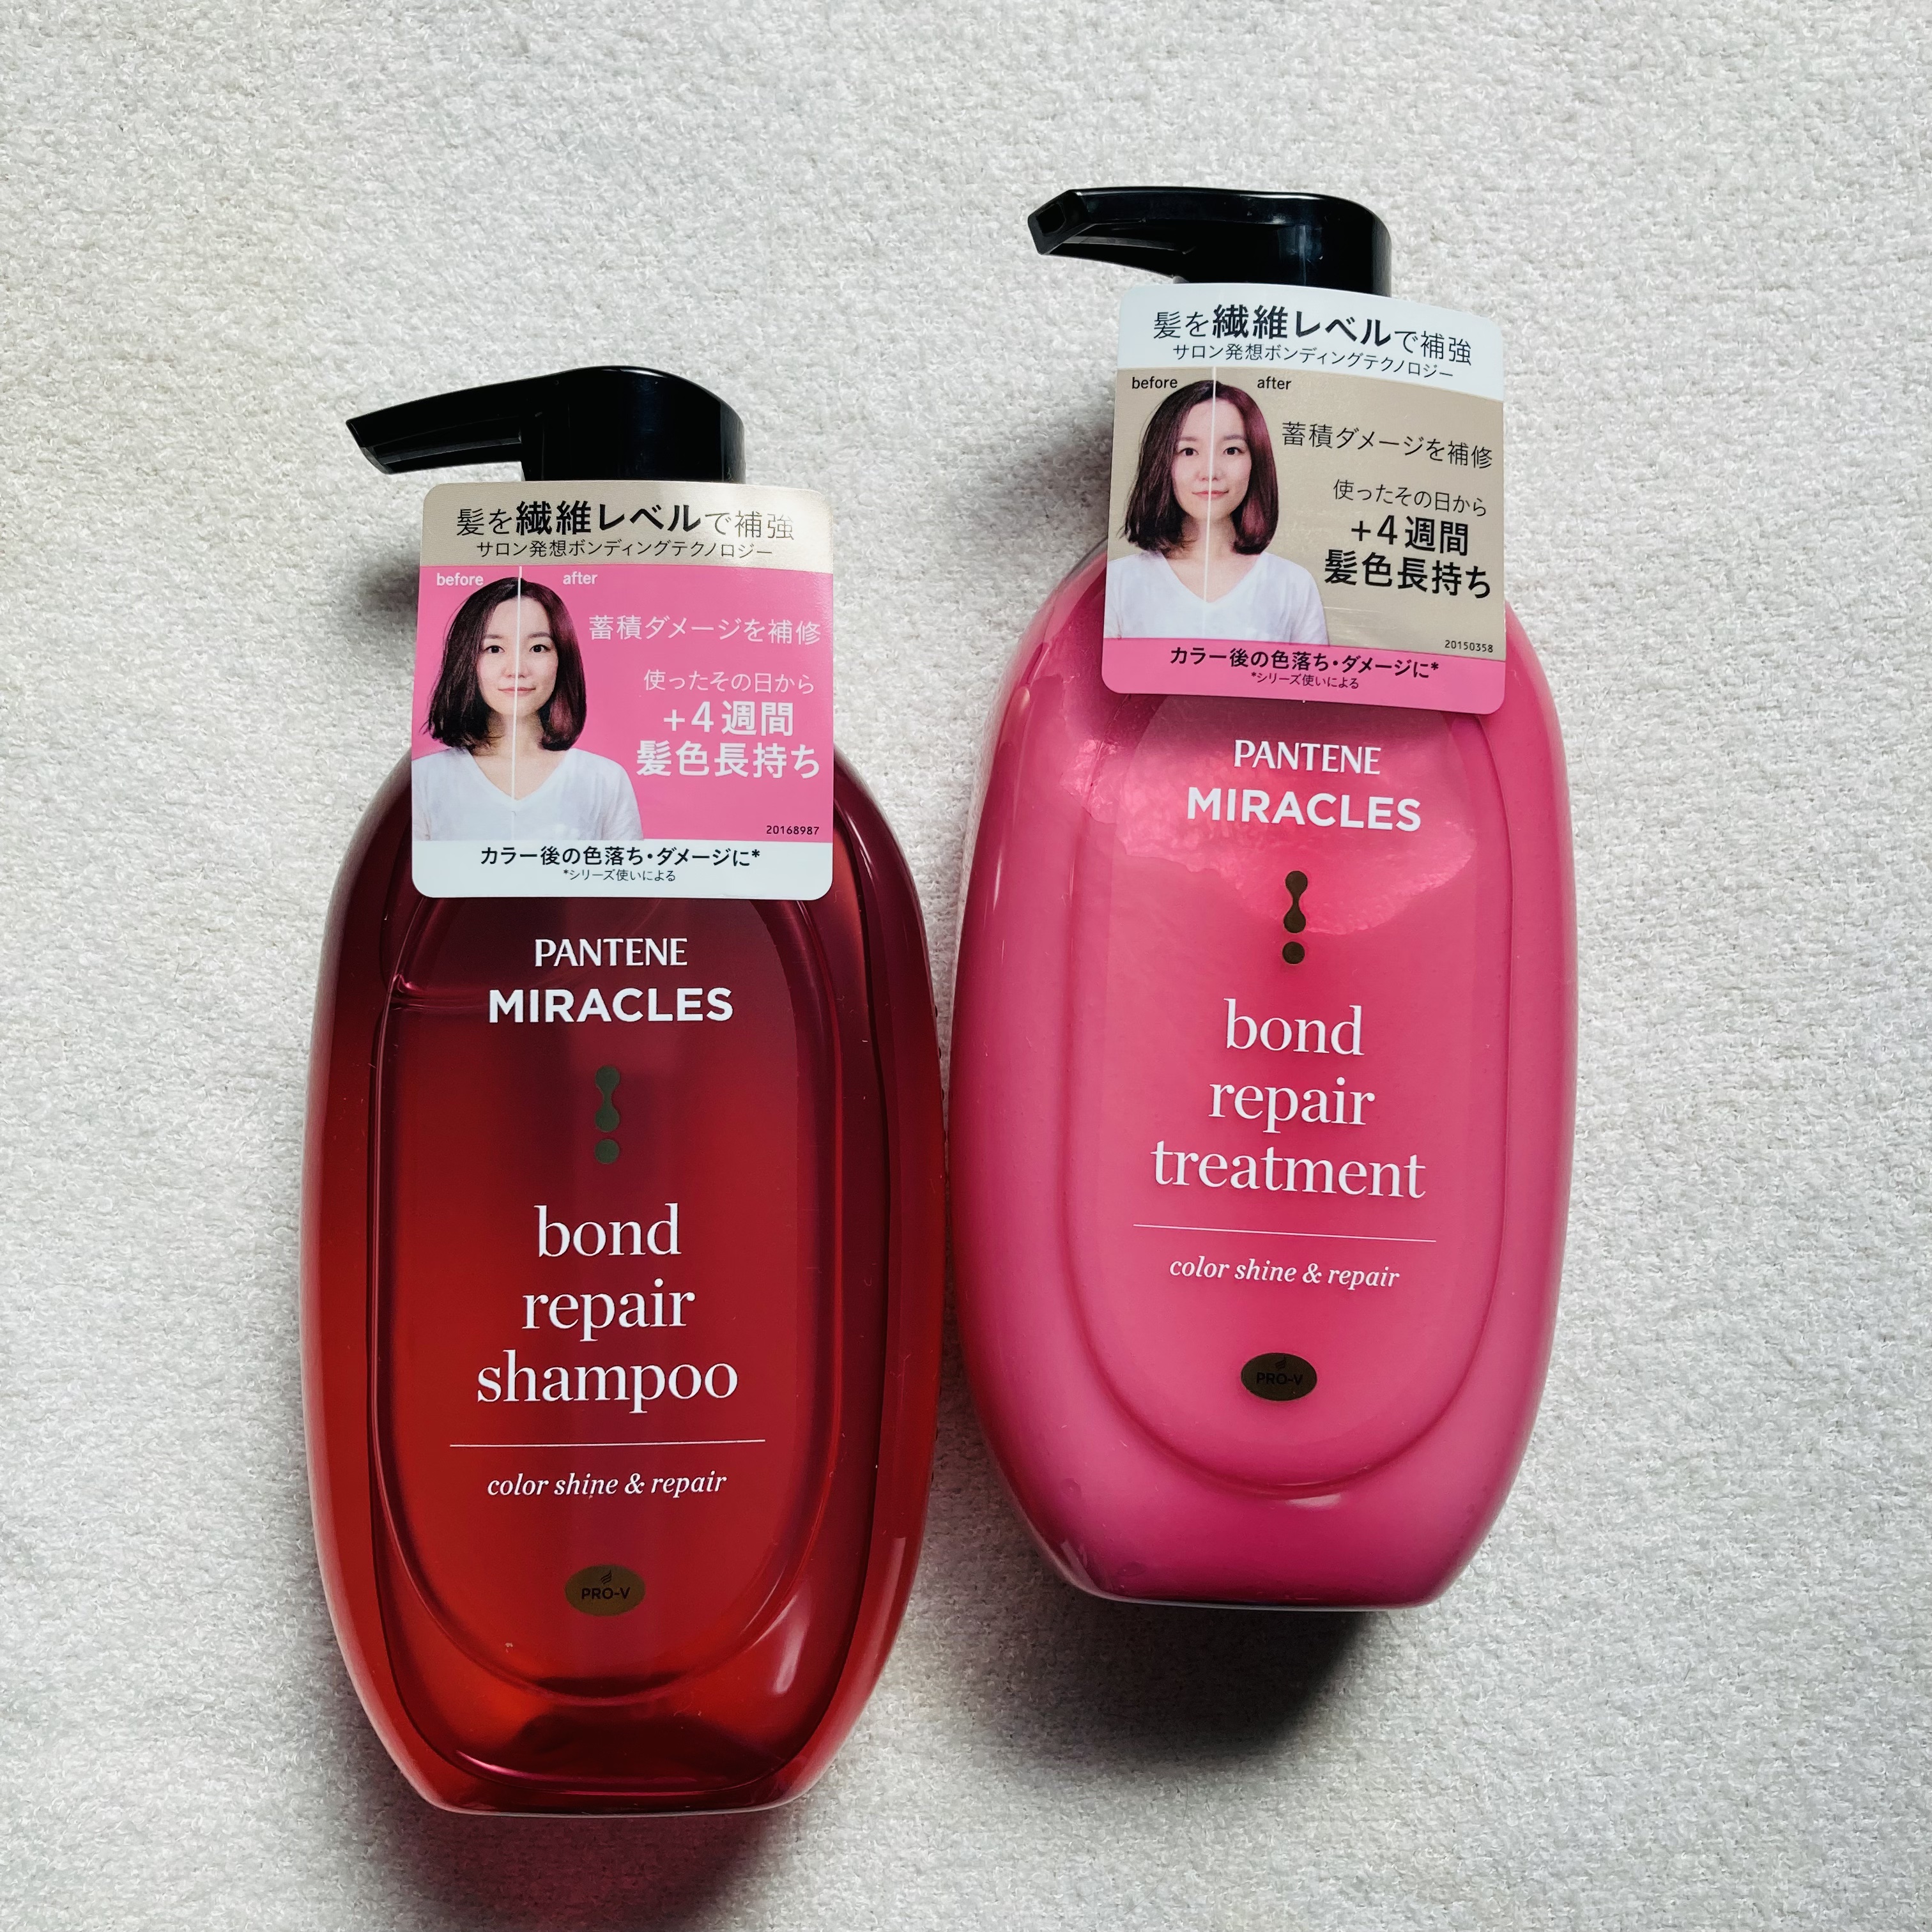 髪を繊維レベルで補強
サロン発想ボンディングテクノロジー
before after
蓄積ダメージを補修
使ったその日から
+4週間
髪色長持ち
20168987
カラー後の色落ち・ダメージに*
*シリーズ使いによる
PANTENE
MIRACLES
bond
repair
shampoo
color shine & repair
PRO-V
髪を繊維レベルで補強
サロン発想ボンディングテクノロジー
before after
蓄積ダメージを補修
使ったその日から
+4週間
髪色長持ち
20150358
カラー後の色落ち・ダメージに*
*シリーズ使いによる
PANTENE
MIRACLES
bond
repair
treatment
color shine & repair
PRO-V